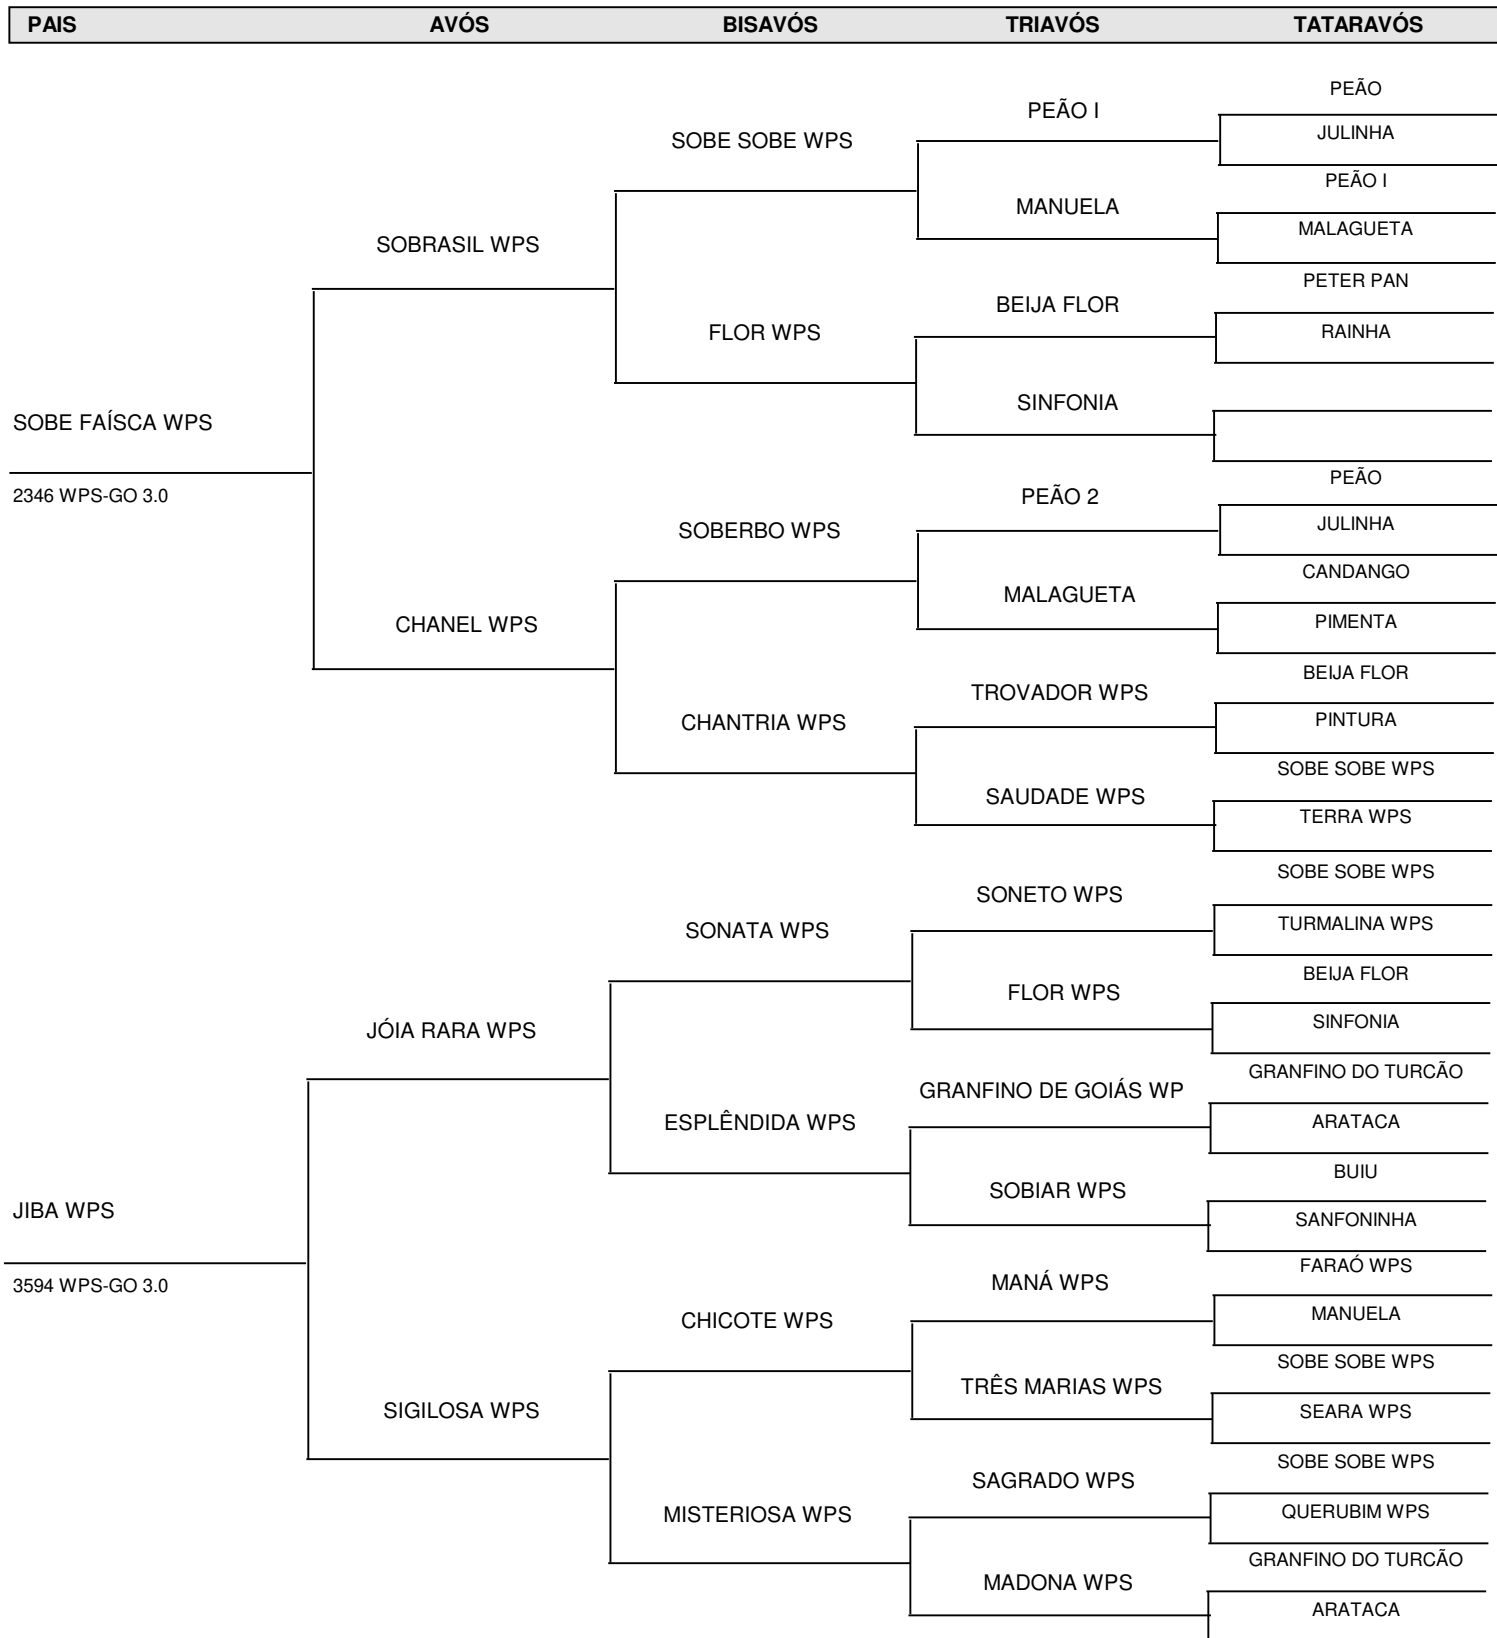 PAIS AVÓS BISAVÓS TRIAVÓS TATARAVÓS
PEÃO
PEÃO I
JULINHA
SOBE SOBE WPS
PEÃO I
MANUELA
MALAGUETA
SOBRASIL WPS
PETER PAN
BEIJA FLOR
RAINHA
FLOR WPS
SINFONIA
SOBE FAÍSCA WPS
PEÃO
2346 WPS-GO 3.0
PEÃO 2
JULINHA
SOBERBO WPS
CANDANGO
MALAGUETA
PIMENTA
CHANEL WPS
BEIJA FLOR
TROVADOR WPS
PINTURA
CHANTRIA WPS
SOBE SOBE WPS
SAUDADE WPS
TERRA WPS
SOBE SOBE WPS
SONETO WPS
TURMALINA WPS
SONATA WPS
BEIJA FLOR
FLOR WPS
SINFONIA
JÓIA RARA WPS
GRANFINO DO TURCÃO
GRANFINO DE GOIÁS WP
ARATACA
ESPLÊNDIDA WPS
BUIU
SOBIAR WPS
JIBA WPS
SANFONINHA
FARAÓ WPS
3594 WPS-GO 3.0
MANÁ WPS
MANUELA
CHICOTE WPS
SOBE SOBE WPS
TRÊS MARIAS WPS
SIGILOSA WPS
SEARA WPS
SOBE SOBE WPS
SAGRADO WPS
QUERUBIM WPS
MISTERIOSA WPS
GRANFINO DO TURCÃO
MADONA WPS
ARATACA